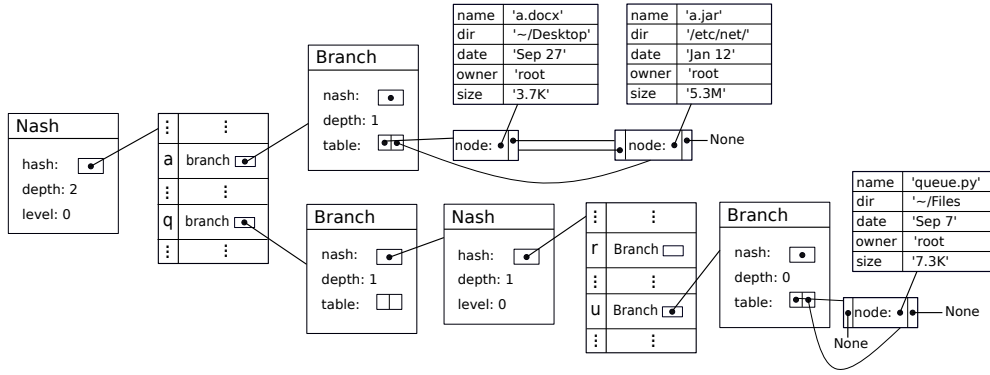 Nash
hash:
depth: 2
level: 0
⋮ ⋮
a branch
⋮ ⋮
q branch
⋮ ⋮
Branch
nash:
depth: 1
table:
name 'a.docx'
dir '~/Desktop'
date 'Sep 27'
owner 'root
size '3.7K'
node:
name 'a.jar'
dir '/etc/net/'
date 'Jan 12'
owner 'root
size '5.3M'
node:
None
Branch
nash:
depth: 1
table:
Nash
hash:
depth: 1
level: 0
⋮ ⋮
r Branch
⋮ ⋮
u Branch
⋮ ⋮
Branch
nash:
depth: 0
table:
name 'queue.py'
dir '~/Files
date 'Sep 7'
owner 'root
size '7.3K'
node:
None
None